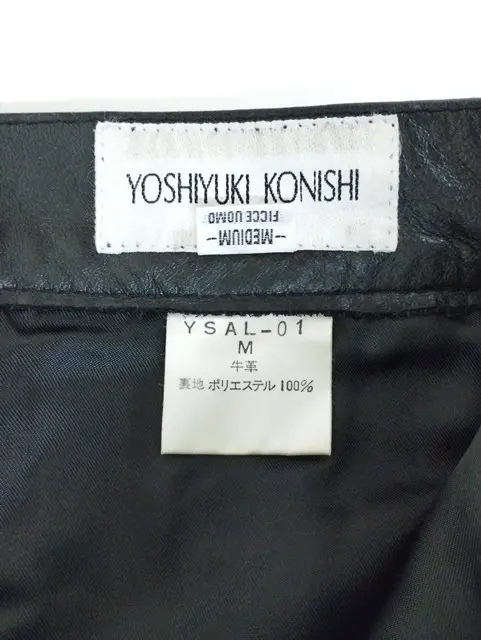 YOSHIYUKI KONISHI
FICCE UOMO
-MEDIUM-
YSAL-01
M
牛革
裏地 ポリエステル 100%